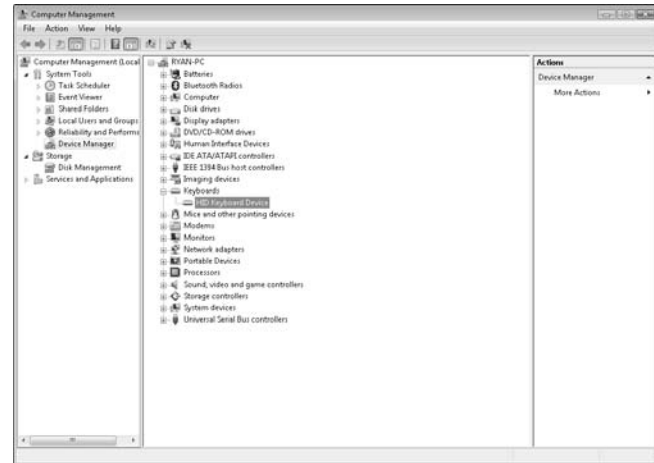 Computer Management
File Action View Help
Computer Management (Local
System Tools
Task Scheduler
Event Viewer
Shared Folders
Local Users and Groups
Reliability and Performa
Device Manager
Storage
Disk Management
Services and Applications
RYAN-PC
Batteries
Bluetooth Radios
Computer
Disk drives
Display adapters
DVD/CD-ROM drives
Human Interface Devices
IDE ATA/ATAPI controllers
IEEE 1394 Bus host controllers
Imaging devices
Keyboards
HID Keyboard Device
Mice and other pointing devices
Modems
Monitors
Network adapters
Portable Devices
Processors
Sound, video and game controllers
Storage controllers
System devices
Universal Serial Bus controllers
Actions
Device Manager
More Actions